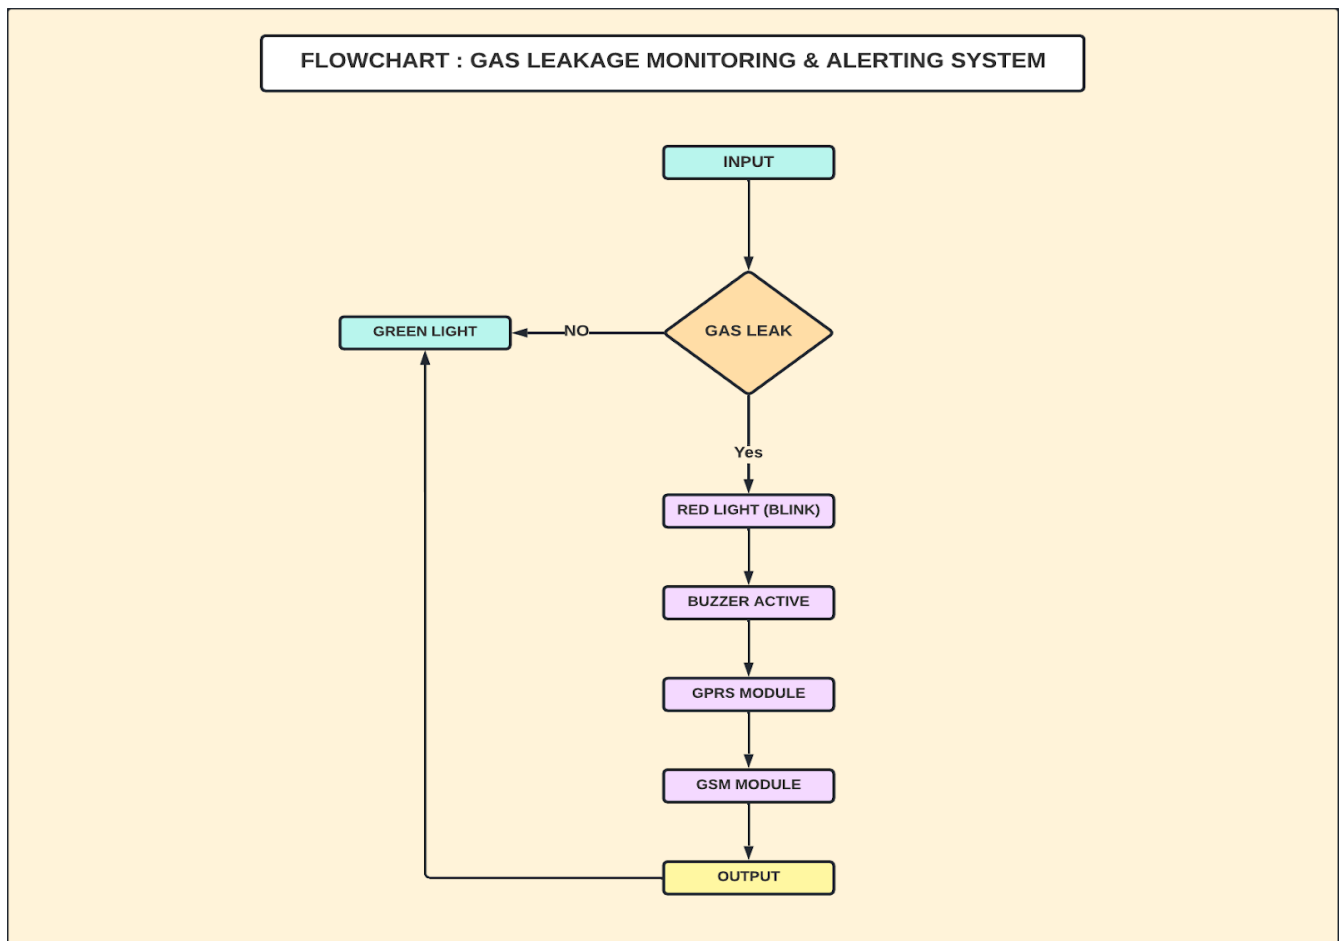 FLOWCHART : GAS LEAKAGE MONITORING & ALERTING SYSTEM
INPUT
GAS LEAK
NO
GREEN LIGHT
Yes
RED LIGHT (BLINK)
BUZZER ACTIVE
GPRS MODULE
GSM MODULE
OUTPUT